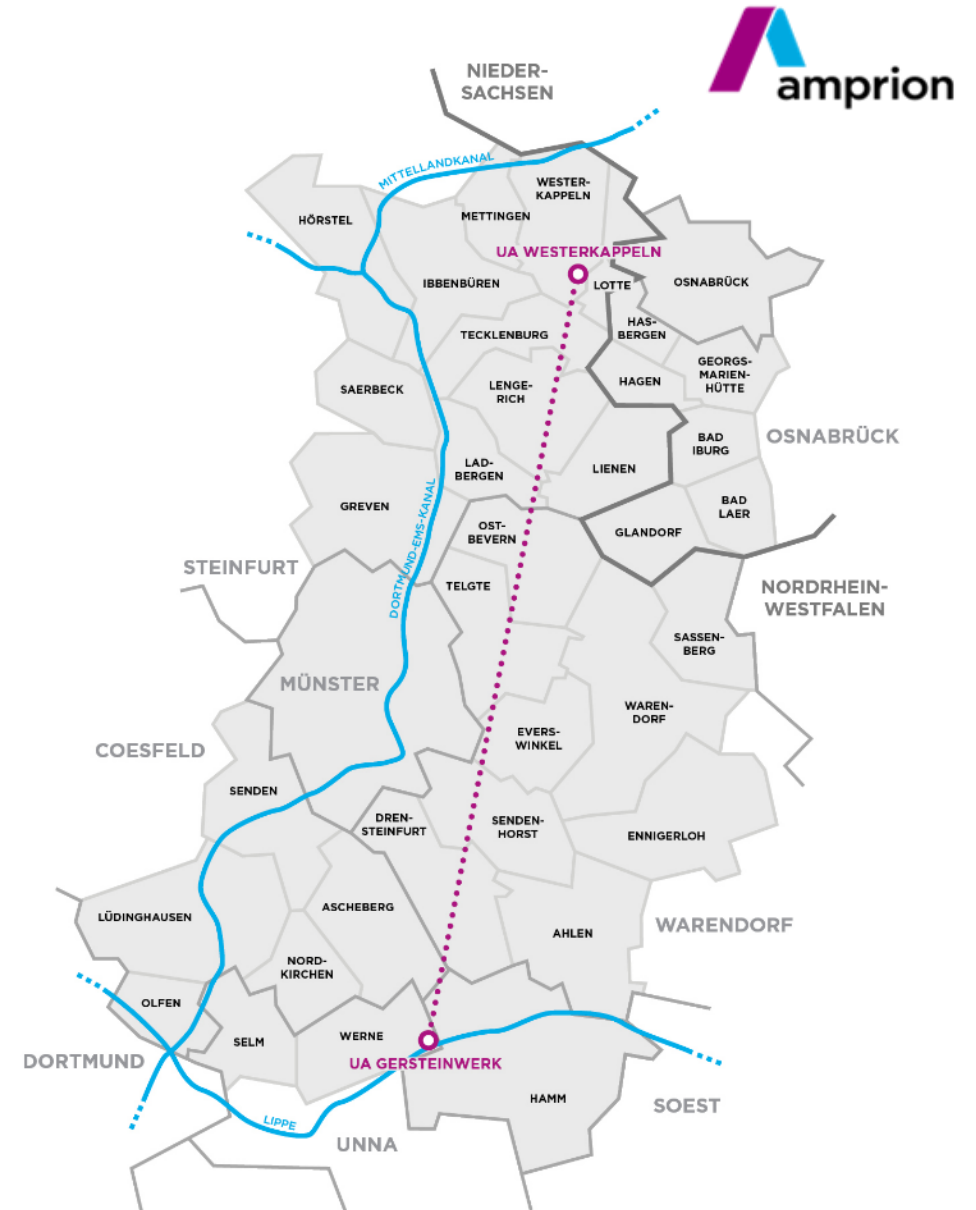 amprion
NIEDER-
SACHSEN
MITTELLANDKANAL
WESTER-
KAPPELN
METTINGEN
HÖRSTEL
UA WESTERKAPPELN
IBBENBÜREN
LOTTE
OSNABRÜCK
HAS-
BERGEN
TECKLENBURG
GEORGS-
MARIEN-
HÜTTE
HAGEN
SAERBECK
LENGE-
RICH
BAD
IBURG
OSNABRÜCK
LAD-
BERGEN
LIENEN
GREVEN
BAD
LAER
OST-
BEVERN
GLANDORF
DORTMUND-EMS-KANAL
STEINFURT
TELGTE
NORDRHEIN-
WESTFALEN
SASSEN-
BERG
MÜNSTER
WAREN-
DORF
EVERS-
WINKEL
COESFELD
SENDEN
DREN-
STEINFURT
SENDEN-
HORST
ENNIGERLOH
ASCHEBERG
LÜDINGHAUSEN
WARENDORF
AHLEN
NORD-
KIRCHEN
OLFEN
SELM
WERNE
DORTMUND
UA GERSTEINWERK
HAMM
SOEST
LIPPE
UNNA